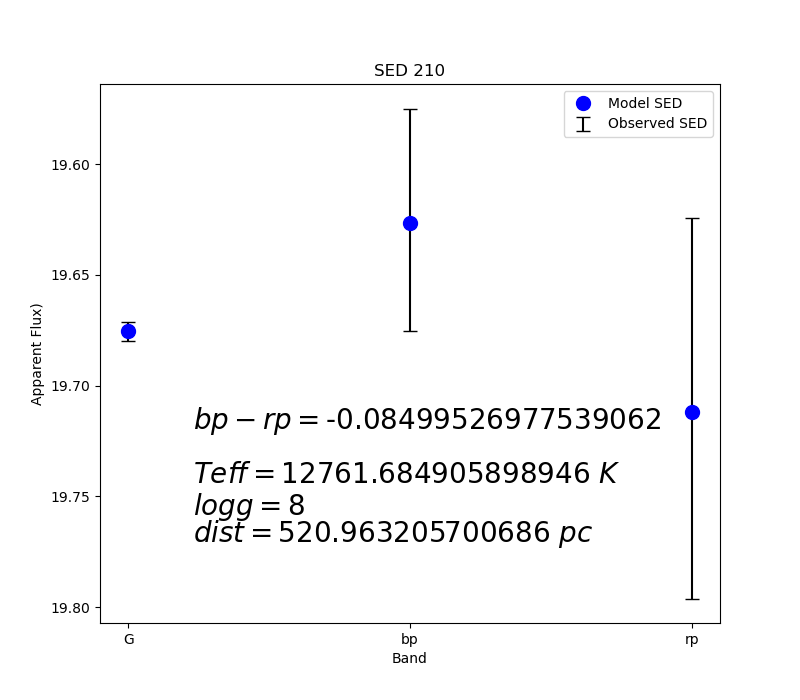 SED 210
Model SED
Observed SED
19.60
19.65
19.70
19.75
19.80
Apparent Flux)
bp − rp = -0.08499526977539062
Teff = 12761.684905898946 K
logg = 8
dist = 520.963205700686 pc
G bp rp
Band